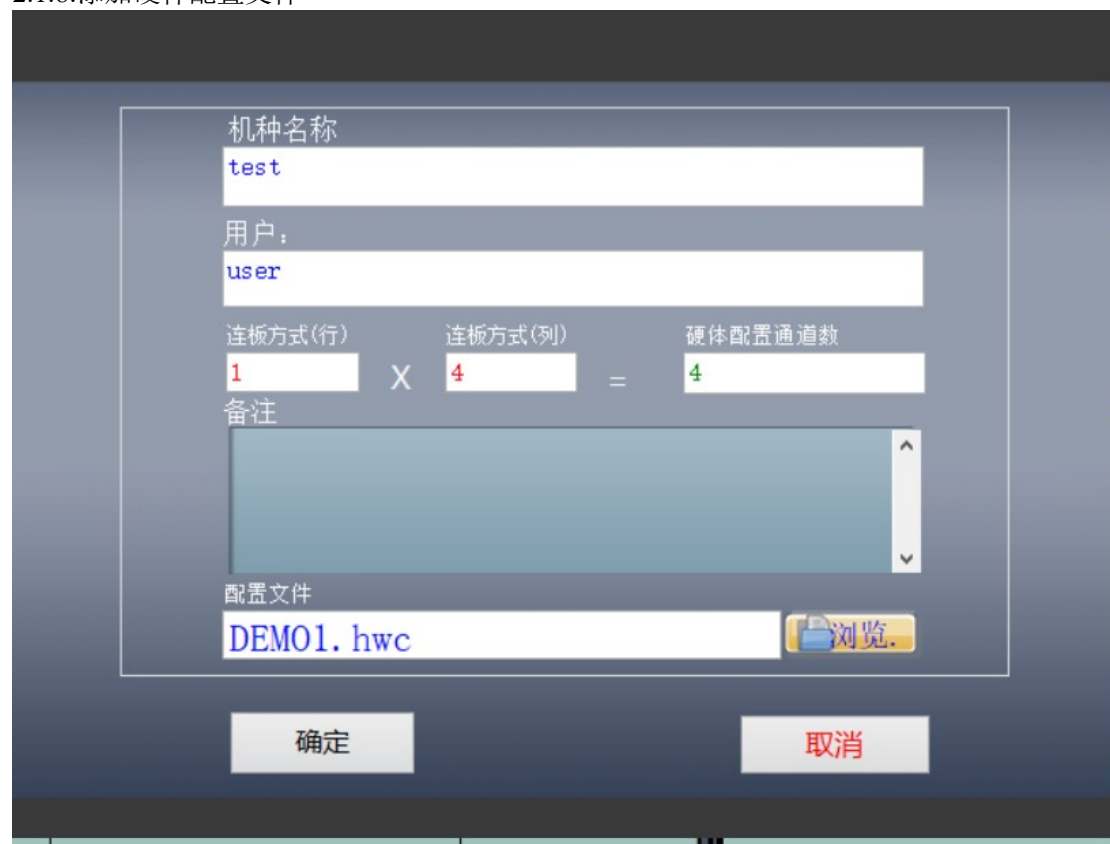 机种名称
test
用户：
user
连板方式(行) 连板方式(列) 硬体配置通道数
1 X 4 = 4
备注
配置文件
DEMO1.hwc 浏览.
确定 取消